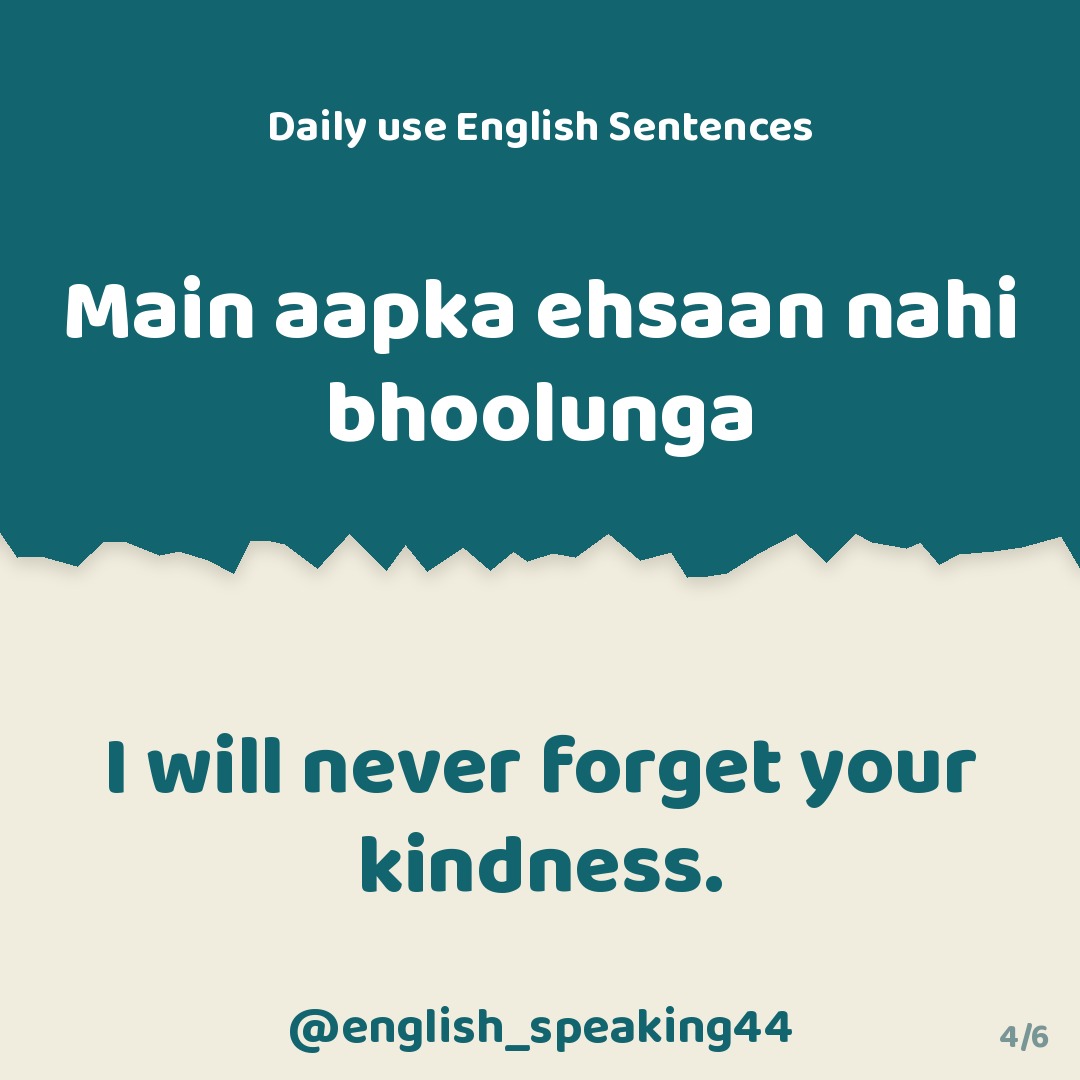 Daily use English Sentences
Main aapka ehsaan nahi
bhoolunga
I will never forget your
kindness.
@english_speaking44
4/6